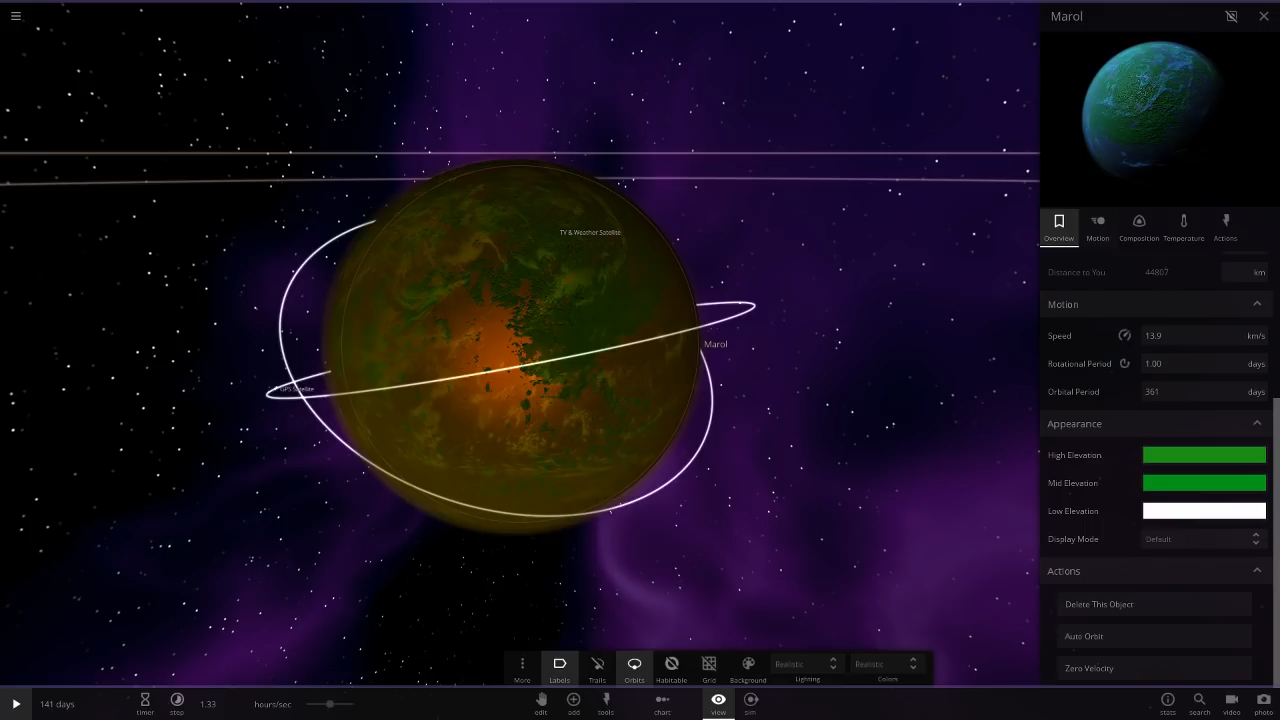 Marol
TV & Weather Satellite
Marol
GPS Satellite
Overview
Motion
Composition
Temperature
Actions
Distance to You 44807 km
Motion
Speed 13.9 km/s
Rotational Period 1.00 days
Orbital Period 361 days
Appearance
High Elevation
Mid Elevation
Low Elevation
Display Mode Default
Actions
Delete This Object
Auto Orbit
Zero Velocity
More
Labels
Trails
Orbits
Habitable
Grid
Background
Realistic
Lighting
Realistic
Colors
141 days
timer
step
1.33 hours/sec
edit
add
tools
chart
view
sim
stats
search
video
photo